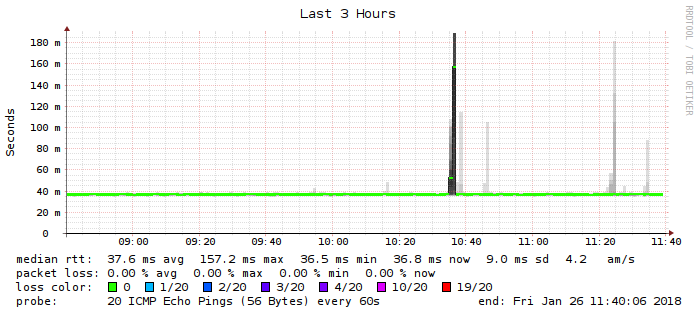 Last 3 Hours
RRDTOOL / TOBI OETIKER
Seconds
180 m
160 m
140 m
120 m
100 m
80 m
60 m
40 m
20 m
0
09:00 09:20 09:40 10:00 10:20 10:40 11:00 11:20 11:40
median rtt: 37.6 ms avg 157.2 ms max 36.5 ms min 36.8 ms now 9.0 ms sd 4.2 am/s
packet loss: 0.00 % avg 0.00 % max 0.00 % min 0.00 % now
loss color: 0 1/20 2/20 3/20 4/20 10/20 19/20
probe: 20 ICMP Echo Pings (56 Bytes) every 60s end: Fri Jan 26 11:40:06 2018